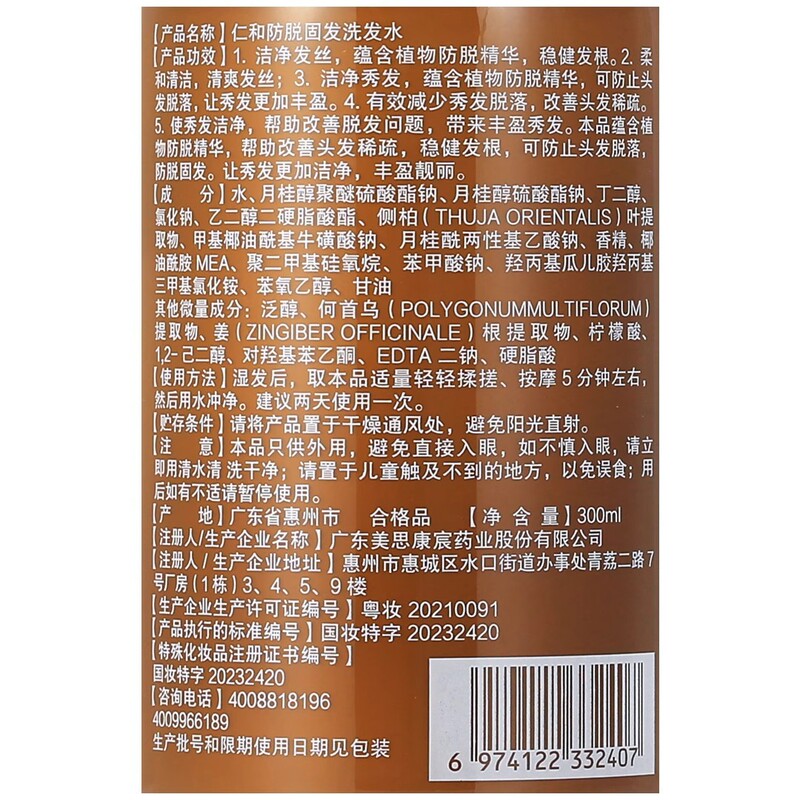 【产品名称】仁和防脱固发洗发水
【产品功效】1. 洁净发丝，蕴含植物防脱精华，稳健发根。2. 柔
和清洁，清爽发丝；3. 洁净秀发，蕴含植物防脱精华，可防止头
发脱落，让秀发更加丰盈。4. 有效减少秀发脱落，改善头发稀疏。
5. 使秀发洁净，帮助改善脱发问题，带来丰盈秀发。本品蕴含植
物防脱精华，帮助改善头发稀疏，稳健发根，可防止头发脱落，
防脱固发。让秀发更加洁净，丰盈靓丽。
【成 分】水、月桂醇聚醚硫酸酯钠、月桂醇硫酸酯钠、丁二醇、
氯化钠、乙二醇二硬脂酸酯、侧柏(THUJA ORIENTALIS)叶提
取物、甲基椰油酰基牛磺酸钠、月桂酰两性基乙酸钠、香精、椰
油酰胺 MEA、聚二甲基硅氧烷、苯甲酸钠、羟丙基瓜儿胶羟丙基
三甲基氯化铵、苯氧乙醇、甘油
其他微量成分：泛醇、何首乌(POLYGONUMMULTIFLORUM)
提取物、姜(ZINGIBER OFFICINALE)根提取物、柠檬酸、
1,2-己二醇、对羟基苯乙酮、EDTA 二钠、硬脂酸
【使用方法】湿发后，取本品适量轻轻揉搓、按摩5分钟左右，
然后用水冲净。建议两天使用一次。
【贮存条件】请将产品置于干燥通风处，避免阳光直射。
【注 意】本品只供外用，避免直接入眼，如不慎入眼，请立
即用清水清 洗干净；请置于儿童触及不到的地方，以免误食；用
后如有不适请暂停使用。
【产 地】广东省惠州市 合格品 【净 含 量】300ml
【注册人/生产企业名称】广东美思康宸药业股份有限公司
【注册人/生产企业地址】惠州市惠城区水口街道办事处青荔二路7
号厂房(1栋)3、4、5、9楼
【生产企业生产许可证编号】粤妆 20210091
【产品执行的标准编号】国妆特字 20232420
【特殊化妆品注册证书编号】
国妆特字 20232420
【咨询电话】4008818196
4009966189
生产批号和限期使用日期见包装
6 974122 332407